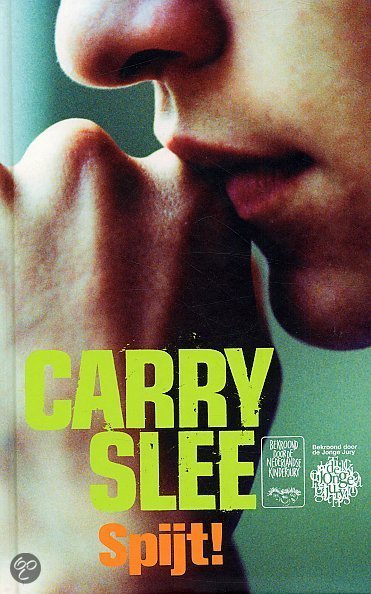 CARRY
SLEE
Spijt!
BEKROOND
DOOR DE
NEDERLANDSE
KINDERJURY
Bekroond door
de Jonge Jury